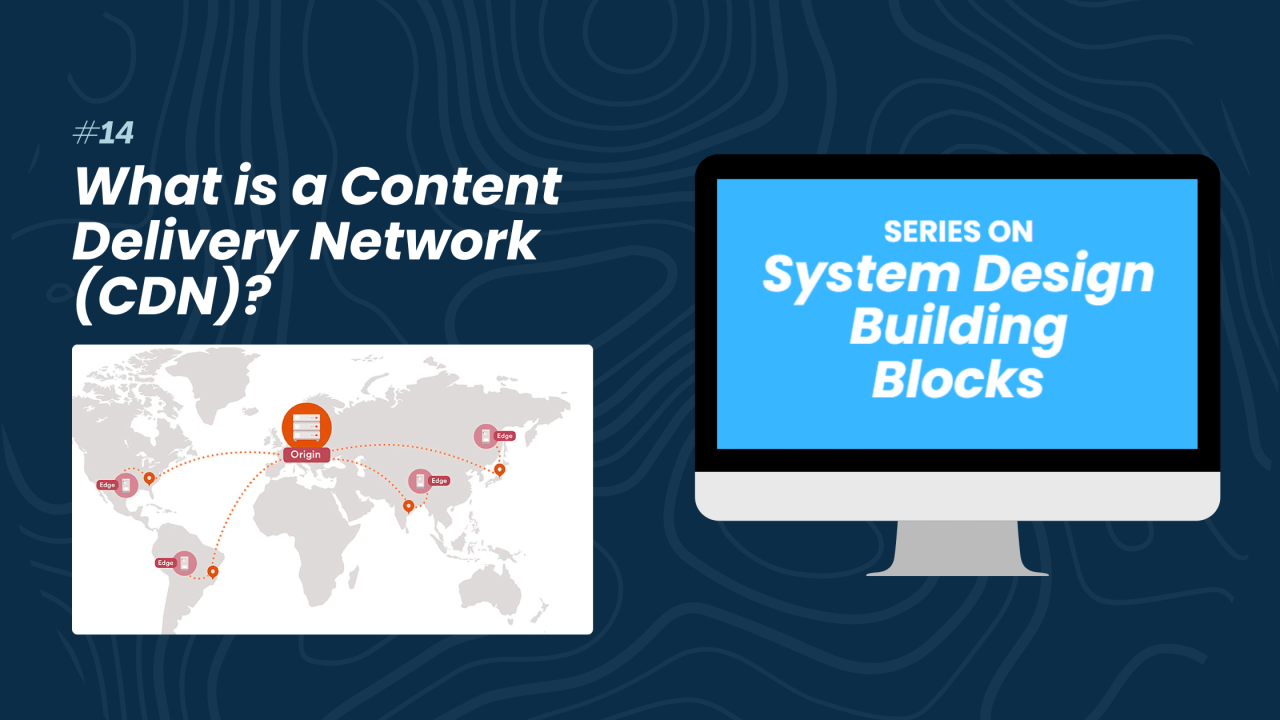 #14
What is a Content
Delivery Network
(CDN)?
Origin
Edge
Edge
Edge
Edge
SERIES ON
System Design
Building
Blocks